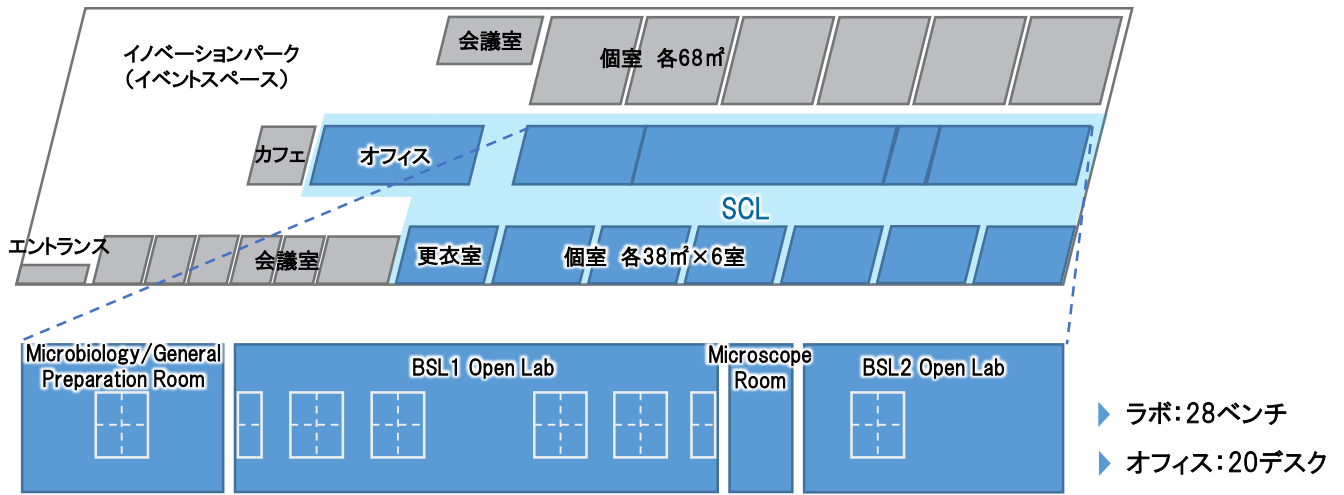 イノベーションパーク
（イベントスペース）
会議室
個室 各68㎡
カフェ
オフィス
SCL
エントランス
会議室
更衣室
個室 各38㎡×6室
Microbiology/General
Preparation Room
BSL1 Open Lab
Microscope
Room
BSL2 Open Lab
ラボ：28ベンチ
オフィス：20デスク